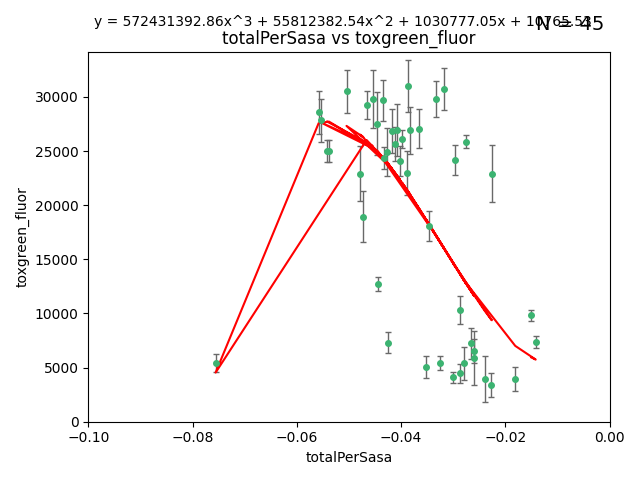 y = 572431392.86x^3 + 55812382.54x^2 + 1030777.05x + 10765.53
N = 45
totalPerSasa vs toxgreen_fluor
30000
25000
20000
15000
10000
5000
0
toxgreen_fluor
−0.10 −0.08 −0.06 −0.04 −0.02 0.00
totalPerSasa